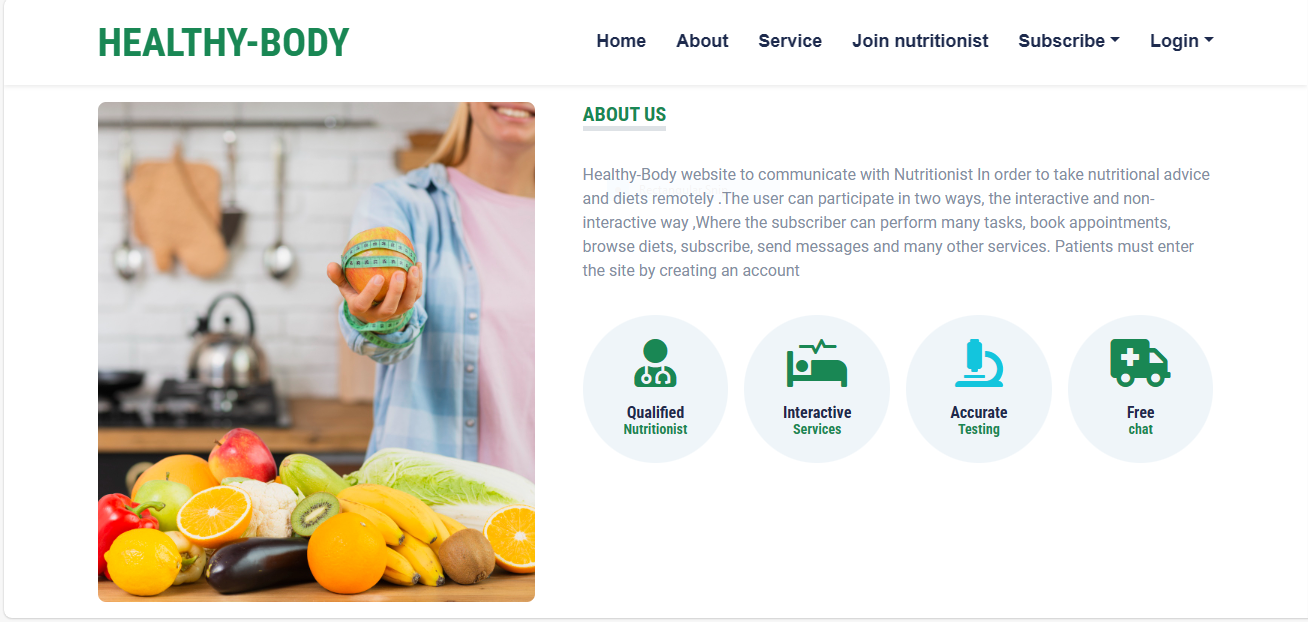 HEALTHY-BODY
Home About Service Join nutritionist Subscribe Login
ABOUT US
Healthy-Body website to communicate with Nutritionist In order to take nutritional advice
and diets remotely .The user can participate in two ways, the interactive and non-
interactive way ,Where the subscriber can perform many tasks, book appointments,
browse diets, subscribe, send messages and many other services. Patients must enter
the site by creating an account
Qualified
Nutritionist
Interactive
Services
Accurate
Testing
Free
chat